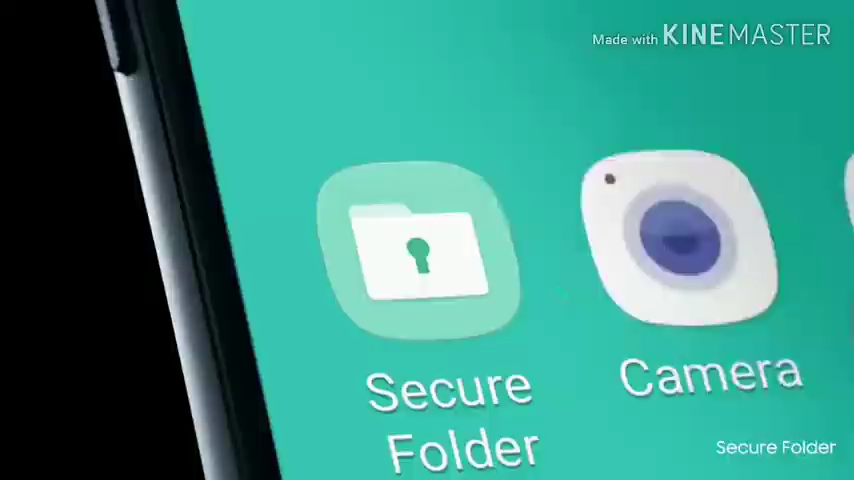 Made with KINEMASTER
Secure
Folder
Camera
Secure Folder